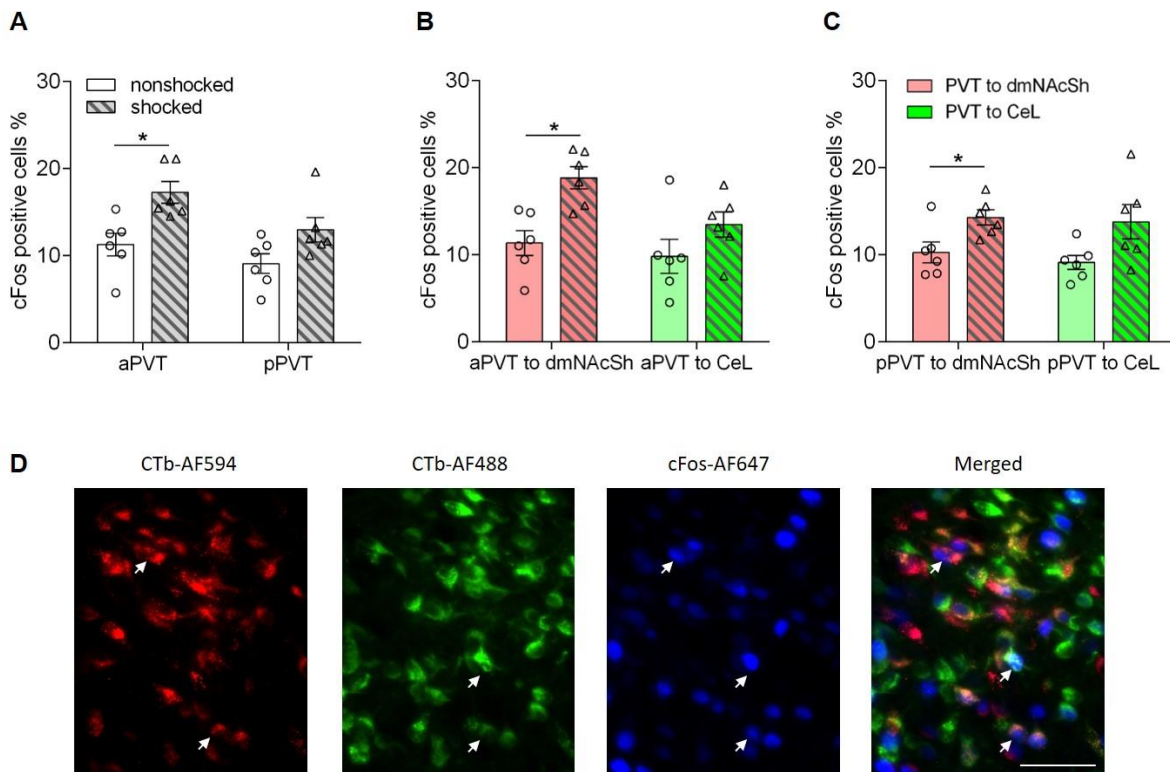 A
cFos positive cells %
30
20
10
0
nonshocked
shocked
*
aPVT
pPVT
B
cFos positive cells %
30
20
10
0
*
aPVT to dmNAcSh
aPVT to CeL
C
cFos positive cells %
30
20
10
0
PVT to dmNAcSh
PVT to CeL
*
pPVT to dmNAcSh
pPVT to CeL
D
CTb-AF594
CTb-AF488
cFos-AF647
Merged